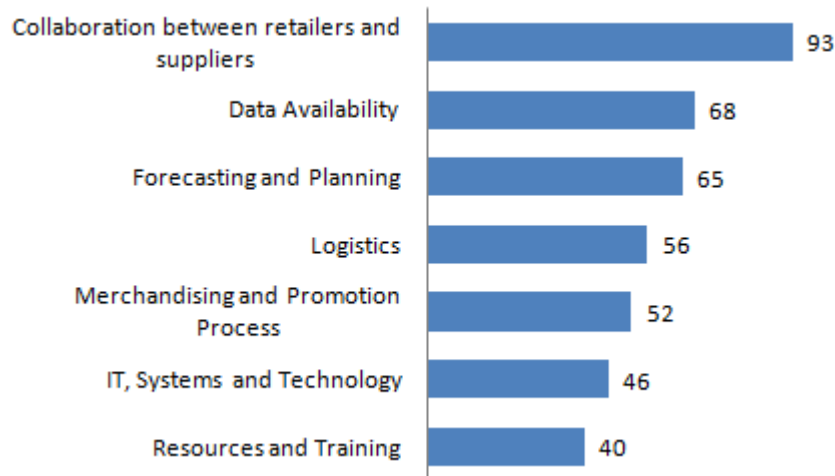 Collaboration between retailers and
suppliers
93
Data Availability
68
Forecasting and Planning
65
Logistics
56
Merchandising and Promotion
Process
52
IT, Systems and Technology
46
Resources and Training
40